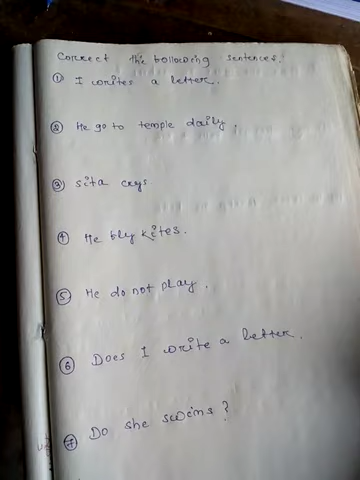 Correct the following sentences.
① I writes a letter.
② He go to temple daily.
③ Sita crys.
④ He fly kites.
⑤ He do not play.
⑥ Does I write a letter.
⑦ Do she swims?